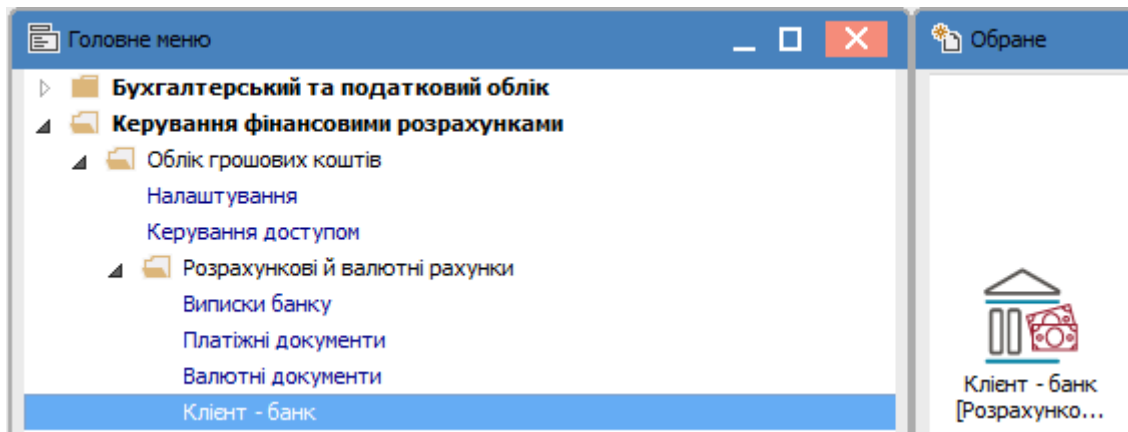 Головне меню
Обране
Бухгалтерський та податковий облік
Керування фінансовими розрахунками
Облік грошових коштів
Налаштування
Керування доступом
Розрахункові й валютні рахунки
Виписки банку
Платіжні документи
Валютні документи
Клієнт - банк
Клієнт - банк
[Розрахунко...